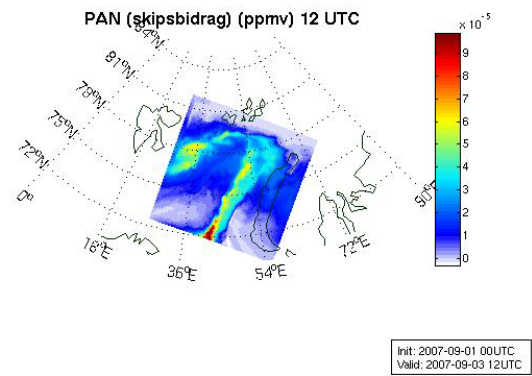 PAN (skipsbidrag) (ppmv) 12 UTC
x 10⁻⁵
84°N
81°N
78°N
75°N
72°N
0°
18°E
36°E
54°E
72°E
90°E
9
8
7
6
5
4
3
2
1
0
Init: 2007-09-01 00UTC
Valid: 2007-09-03 12UTC